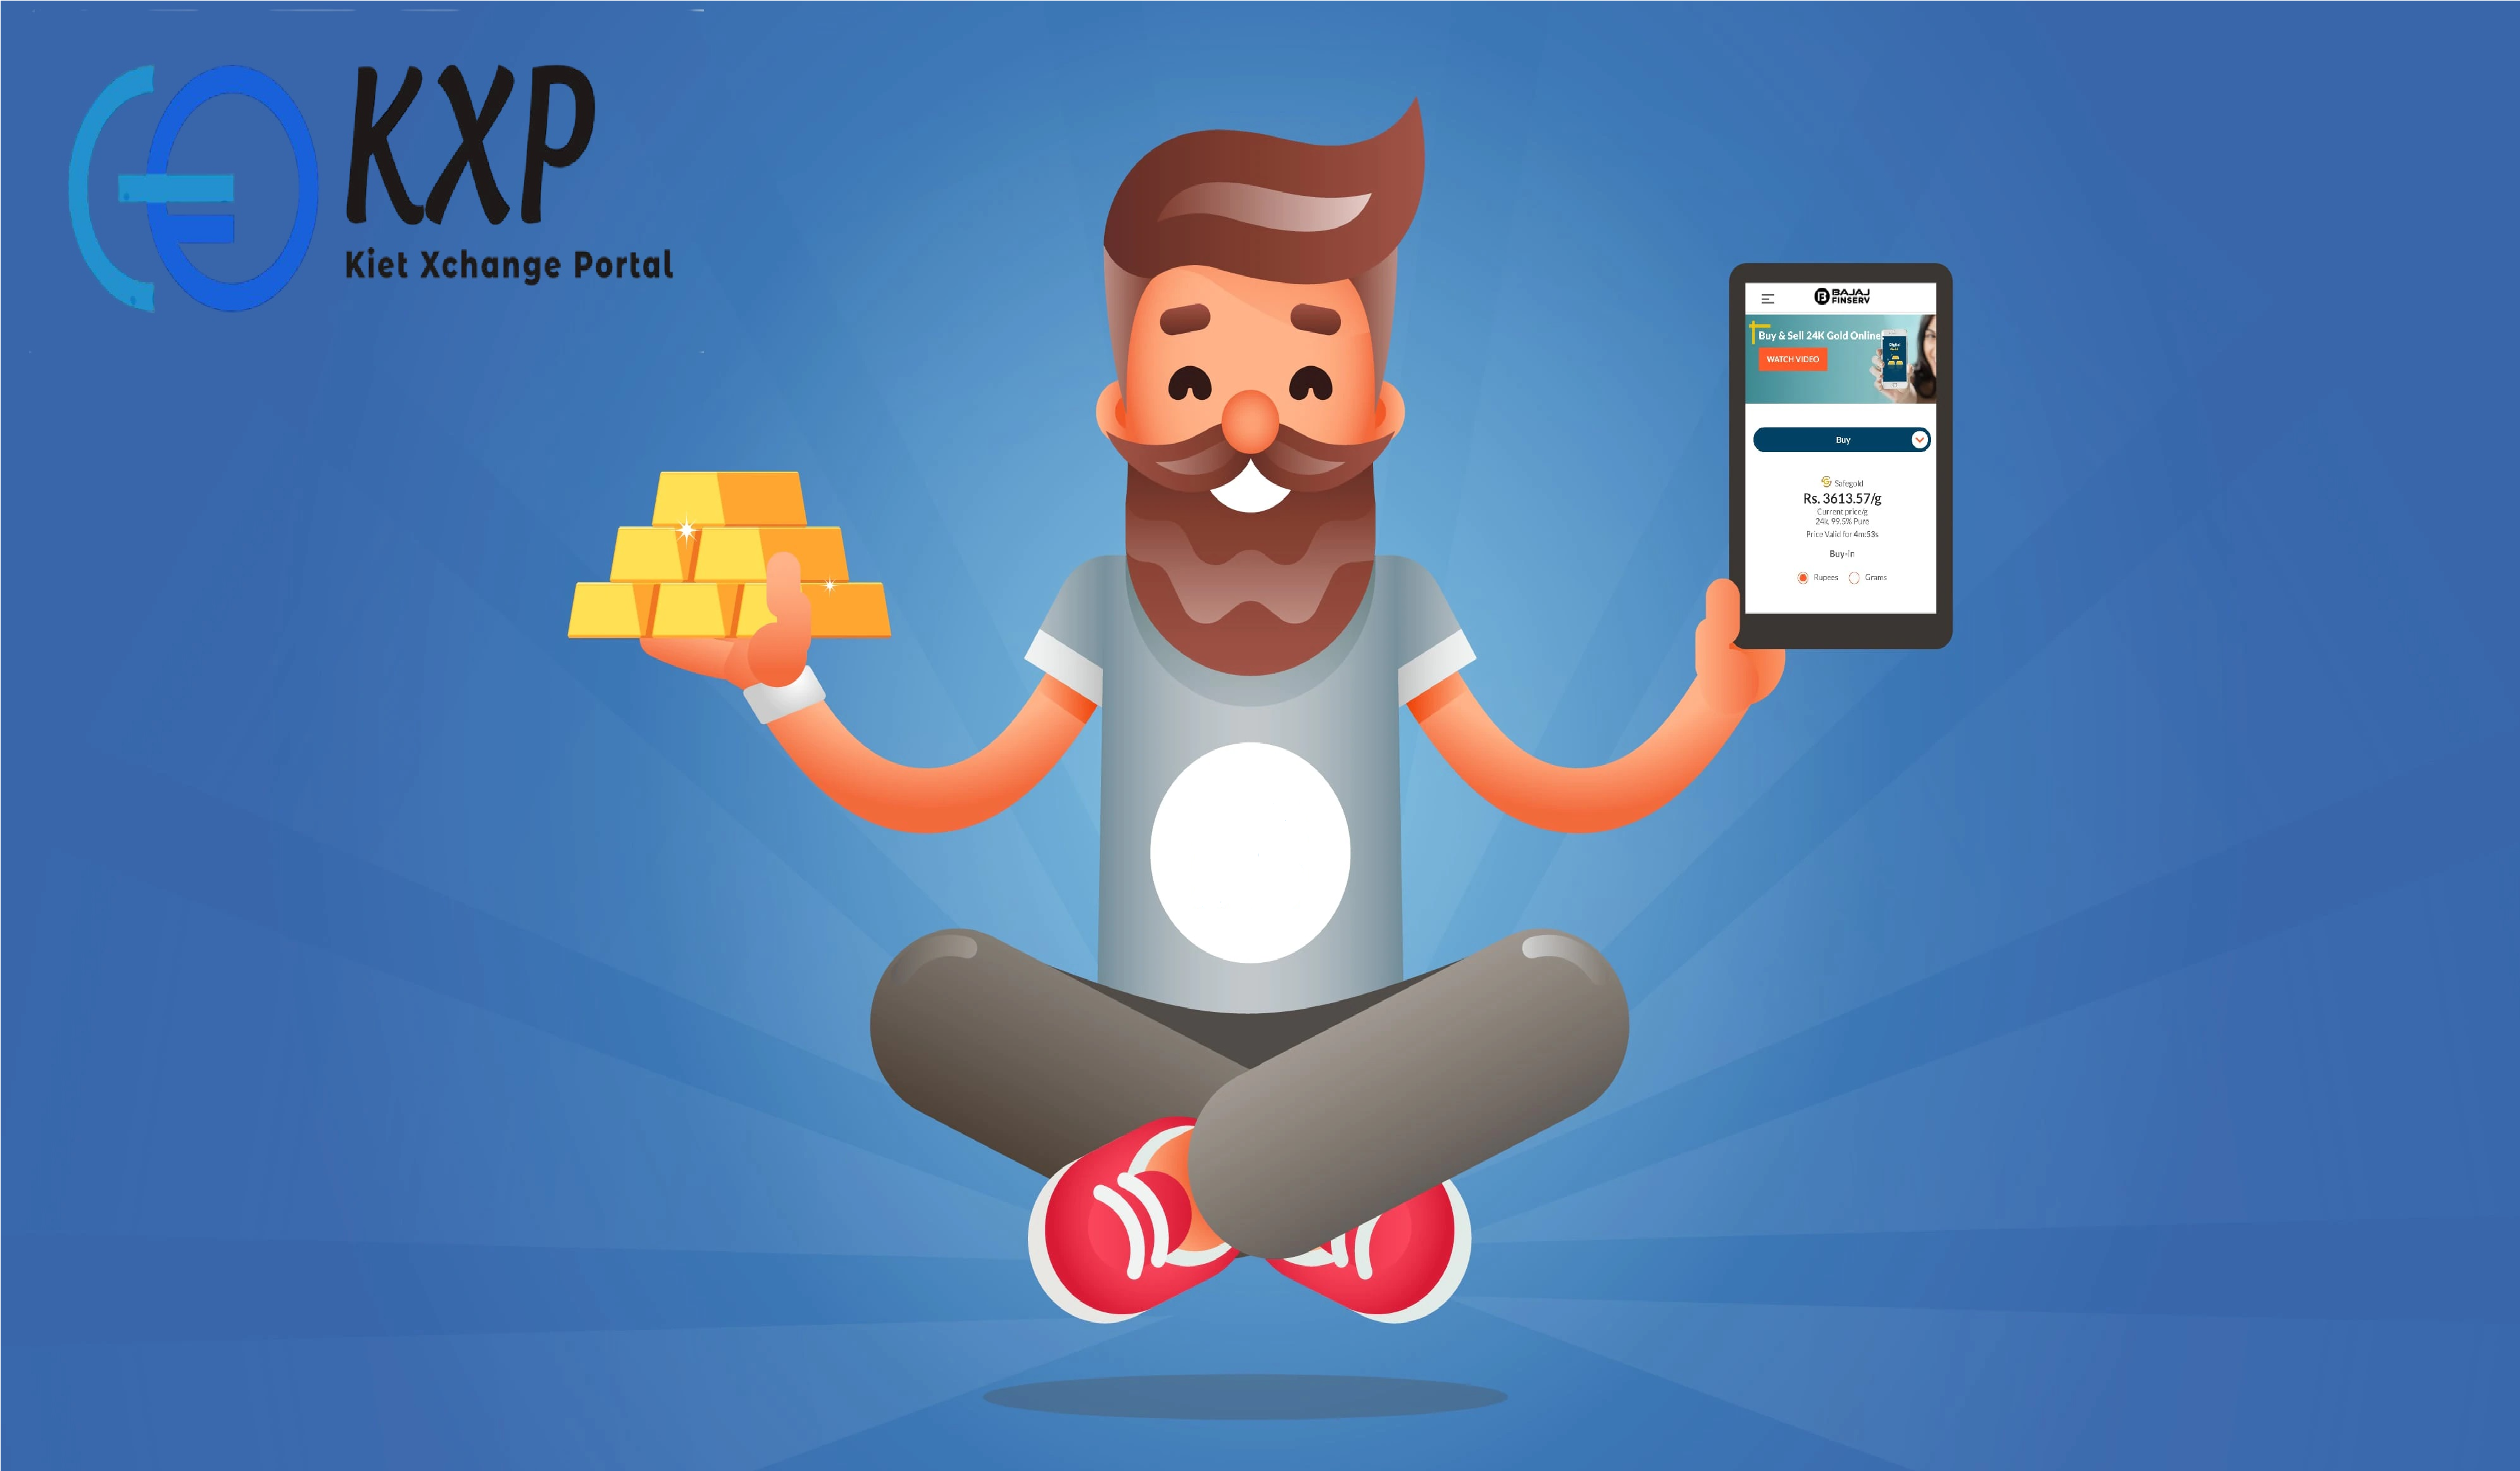 KXP
Kiet Xchange Portal
BAJAJ
FINSERV
Buy & Sell 24K Gold Online
WATCH VIDEO
Buy
Safegold
Rs. 3613.57/g
Current price/g
24k, 99.5% Pure
Price Valid for 4m:53s
Buy-in
Rupees Grams